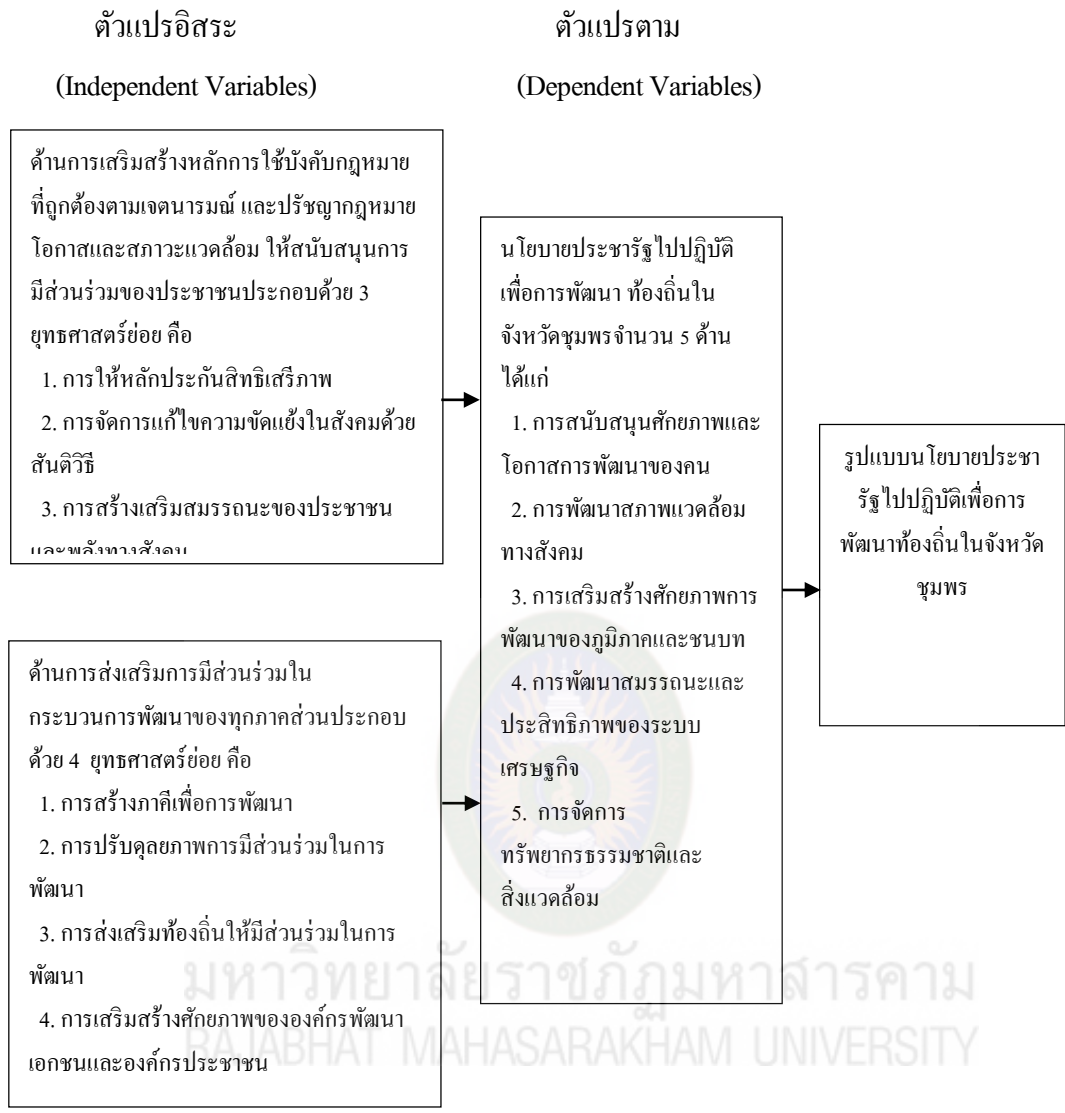 ตัวแปรอิสระ
(Independent Variables)
ตัวแปรตาม
(Dependent Variables)
ด้านการเสริมสร้างหลักการใช้บังคับกฎหมาย
ที่ถูกต้องตามเจตนารมณ์ และปรัชญากฎหมาย
โอกาสและสภาวะแวดล้อม ให้สนับสนุนการ
มีส่วนร่วมของประชาชนประกอบด้วย 3
ยุทธศาสตร์ย่อย คือ
1. การให้หลักประกันสิทธิเสรีภาพ
2. การจัดการแก้ไขความขัดแย้งในสังคมด้วย
สันติวิธี
3. การสร้างเสริมสมรรถนะของประชาชน
และพลังทางสังคม
ด้านการส่งเสริมการมีส่วนร่วมใน
กระบวนการพัฒนาของทุกภาคส่วนประกอบ
ด้วย 4 ยุทธศาสตร์ย่อย คือ
1. การสร้างภาคีเพื่อการพัฒนา
2. การปรับดุลยภาพการมีส่วนร่วมในการ
พัฒนา
3. การส่งเสริมท้องถิ่นให้มีส่วนร่วมในการ
พัฒนา
4. การเสริมสร้างศักยภาพขององค์กรพัฒนา
เอกชนและองค์กรประชาชน
นโยบายประชารัฐไปปฏิบัติ
เพื่อการพัฒนา ท้องถิ่นใน
จังหวัดชุมพรจำนวน 5 ด้าน
ได้แก่
1. การสนับสนุนศักยภาพและ
โอกาสการพัฒนาของคน
2. การพัฒนาสภาพแวดล้อม
ทางสังคม
3. การเสริมสร้างศักยภาพการ
พัฒนาของภูมิภาคและชนบท
4. การพัฒนาสมรรถนะและ
ประสิทธิภาพของระบบ
เศรษฐกิจ
5. การจัดการ
ทรัพยากรธรรมชาติและ
สิ่งแวดล้อม
รูปแบบนโยบายประชา
รัฐไปปฏิบัติเพื่อการ
พัฒนาท้องถิ่นในจังหวัด
ชุมพร
มหาวิทยาลัยราชภัฏมหาสารคาม
RAJABHAT MAHASARAKHAM UNIVERSITY